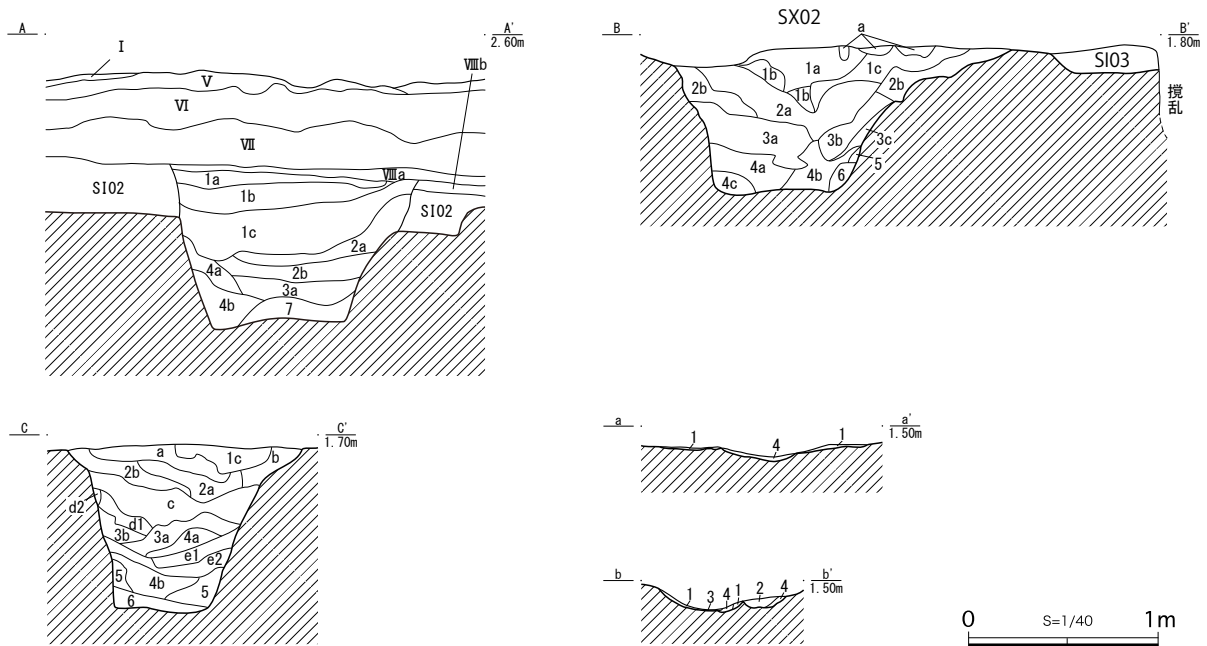 A A'
2.60m
I
V
VI
VII
VIIIa
VIIIb
SI02
1a
1b
1c
SI02
2a
4a
2b
3a
4b
7
SX02
B B'
1.80m
a
SI03
撹乱
1b
1a
1c
2b
1b
2a
2b
3a
3b
3c
5
4a
6
4c
4b
C C'
1.70m
a
1c
b
2b
2a
d2
c
d1
3b
3a
4a
e1
e2
5
4b
5
6
a a'
1.50m
1 4 1
b b'
1.50m
1 3 4 1 2 4
0 S=1/40 1m